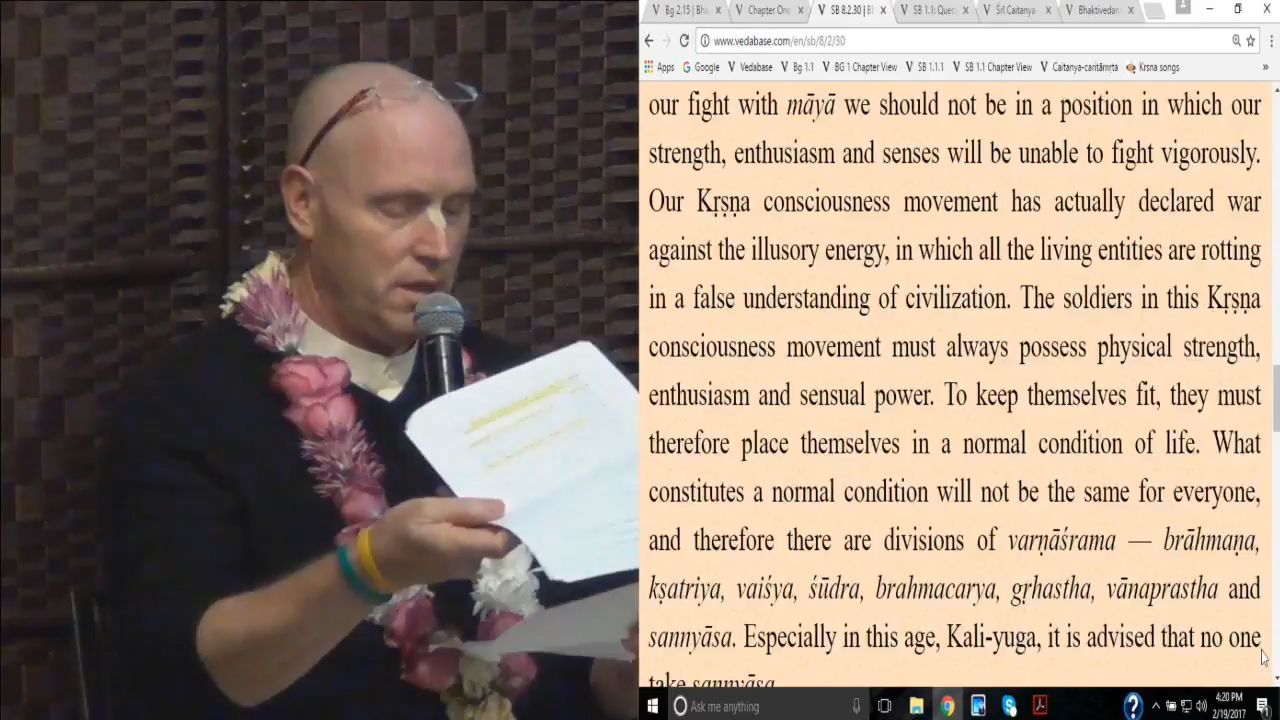 Bg 2.15 | Bha
Chapter One
SB 8.2.30 | B
SB 1.1: Ques
Śrī Caitanya-
Bhaktivedan
www.vedabase.com/en/sb/8/2/30
Apps Google Vedabase Bg 1.1 BG 1 Chapter View SB 1.1.1 SB 1.1 Chapter View Caitanya-caritāmṛta Krsna songs »
our fight with māyā we should not be in a position in which our
strength, enthusiasm and senses will be unable to fight vigorously.
Our Kṛṣṇa consciousness movement has actually declared war
against the illusory energy, in which all the living entities are rotting
in a false understanding of civilization. The soldiers in this Kṛṣṇa
consciousness movement must always possess physical strength,
enthusiasm and sensual power. To keep themselves fit, they must
therefore place themselves in a normal condition of life. What
constitutes a normal condition will not be the same for everyone,
and therefore there are divisions of varṇāśrama — brāhmaṇa,
kṣatriya, vaiśya, śūdra, brahmacarya, gṛhastha, vānaprastha and
sannyāsa. Especially in this age, Kali-yuga, it is advised that no one
take sannyāsa.
Ask me anything
4:20 PM
2/19/2017